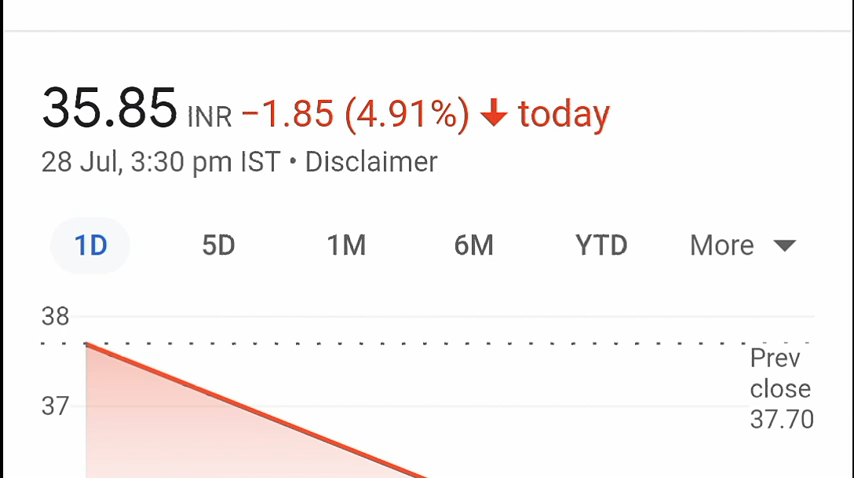 35.85 INR −1.85 (4.91%) ↓ today
28 Jul, 3:30 pm IST • Disclaimer
1D 5D 1M 6M YTD More
38
Prev
close
37.70
37